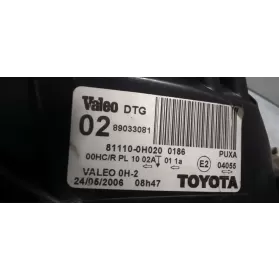 Valeo DTG
02 89033081
81110-0H020 0186 PUXA
00HC/R PL 10 02A 01 1a E2 04055
VALEO 0H-2 TOYOTA
24/05/2006 08h47